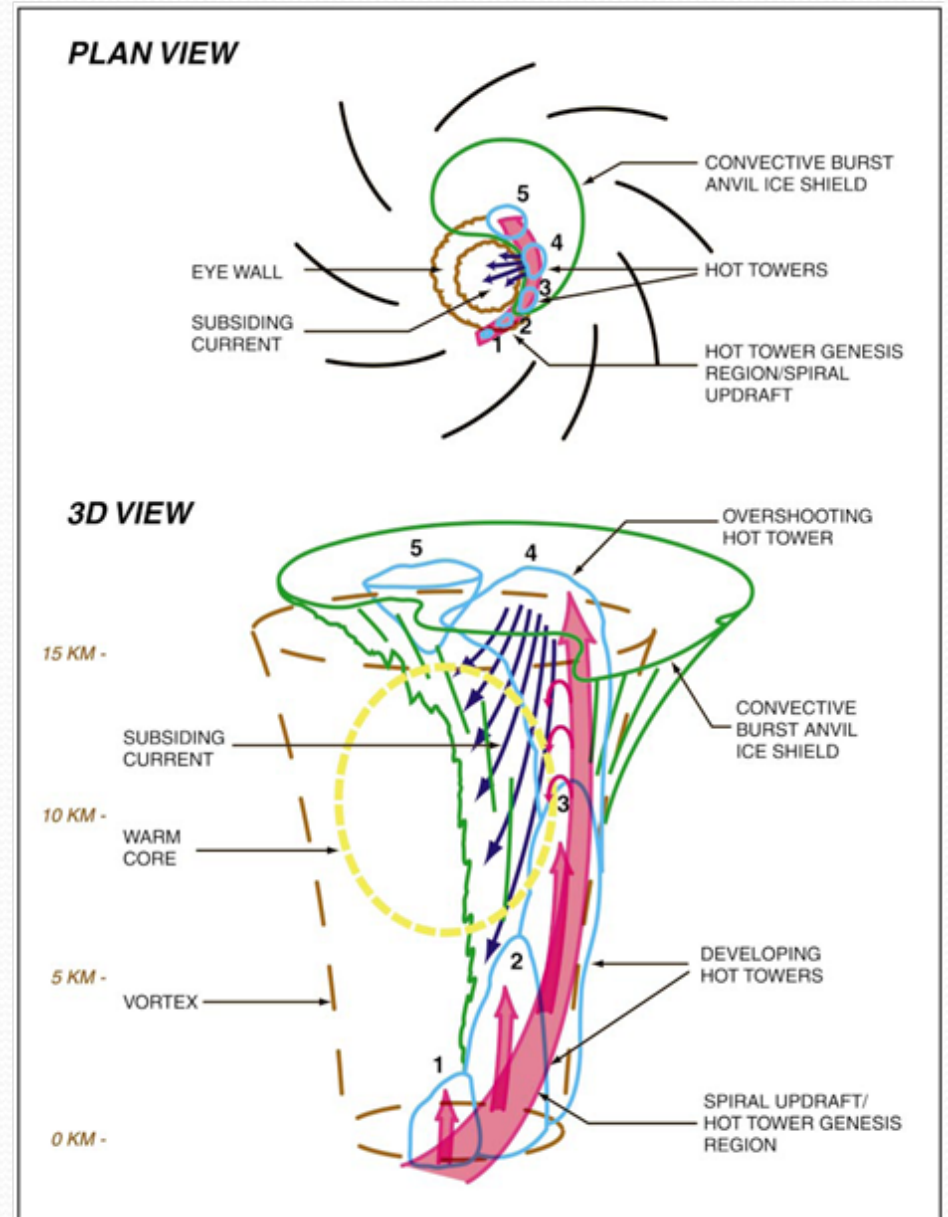 PLAN VIEW
CONVECTIVE BURST
ANVIL ICE SHIELD
5
4
EYE WALL
HOT TOWERS
3
SUBSIDING
CURRENT
2
1
HOT TOWER GENESIS
REGION/SPIRAL
UPDRAFT
3D VIEW
OVERSHOOTING
HOT TOWER
5
4
15 KM -
CONVECTIVE
BURST ANVIL
ICE SHIELD
SUBSIDING
CURRENT
3
10 KM -
WARM
CORE
DEVELOPING
HOT TOWERS
2
5 KM -
VORTEX
1
SPIRAL UPDRAFT/
HOT TOWER GENESIS
REGION
0 KM -